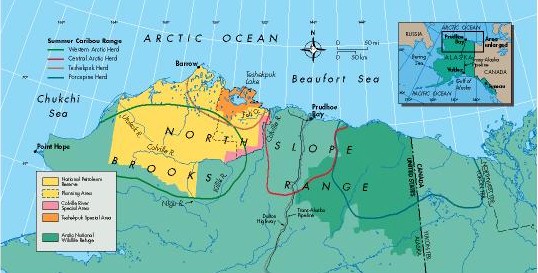 ARCTIC OCEAN
Summer Caribou Range
Western Arctic Herd
Central Arctic Herd
Teshekpuk Herd
Porcupine Herd
0 50 mi
0 50 km
N
Barrow
Teshekpuk
Lake
Beaufort Sea
Chukchi
Sea
Prudhoe
Bay
Point Hope
Colville R.
Colville R.
NORTH SLOPE
BROOKS RANGE
Dalton
Highway
Trans-Alaska
Pipeline
CANADA
UNITED STATES
ALASKA
National Petroleum
Reserve
Planning Area
Colville River
Special Area
Teshekpuk Special Area
Arctic National
Wildlife Refuge
ARCTIC OCEAN
RUSSIA
Prudhoe
Bay
Area
enlarged
ALASKA
Bering
Sea
Valdez
CANADA
Gulf of
Alaska
PACIFIC OCEAN